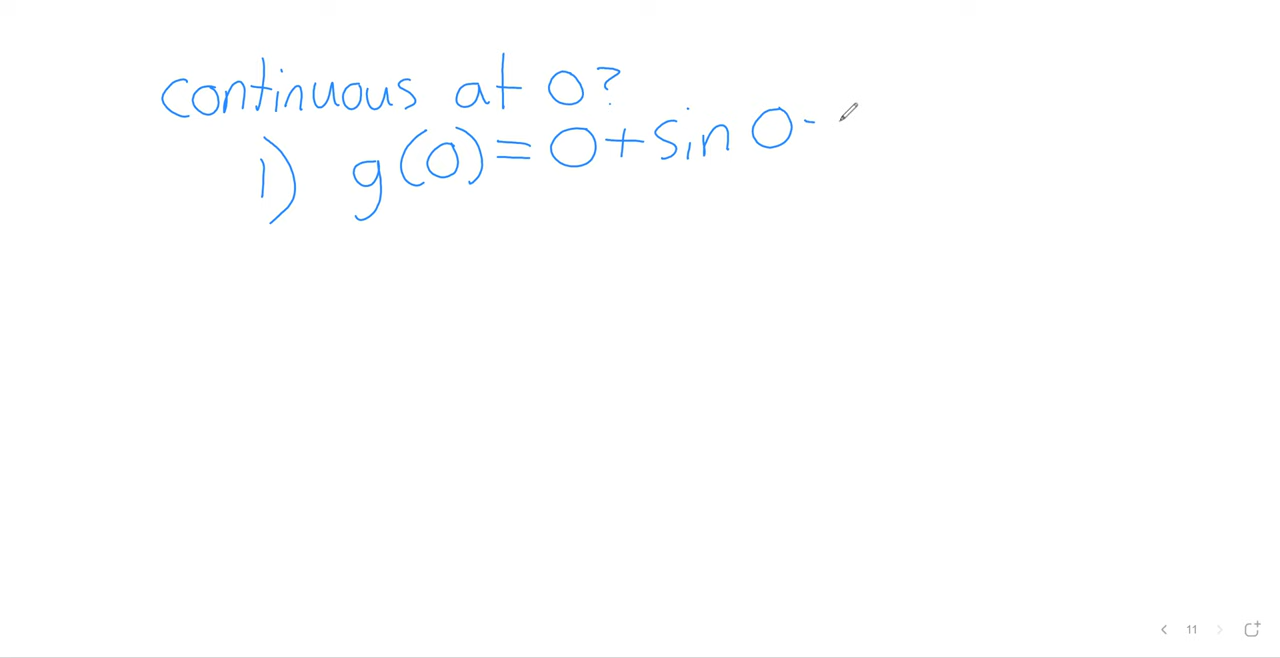 continuous at 0?
1) g(0) = 0 + sin 0 -
11